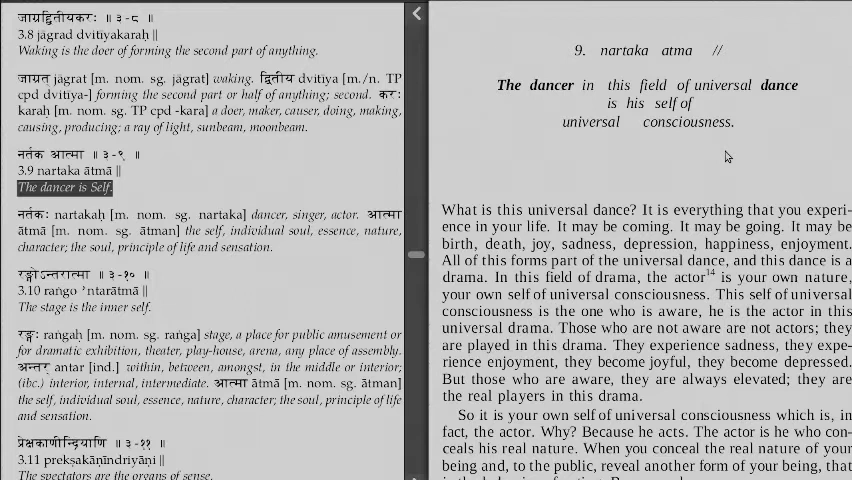 जाग्रद्द्वितीयकरः ॥ ३-८ ॥
3.8 jāgrad dvitīyakaraḥ ||
Waking is the doer of forming the second part of anything.
जाग्रत् jāgrat [m. nom. sg. jāgrat] waking. द्वितीय dvitīya [m./n. TP
cpd dvitīya-] forming the second part or half of anything; second. करः
karaḥ [m. nom. sg. TP cpd -kara] a doer, maker, causer, doing, making,
causing, producing; a ray of light, sunbeam, moonbeam.
नर्तक आत्मा ॥ ३-९ ॥
3.9 nartaka ātmā ||
The dancer is Self.
नर्तकः nartakaḥ [m. nom. sg. nartaka] dancer, singer, actor. आत्मा
ātmā [m. nom. sg. ātman] the self, individual soul, essence, nature,
character; the soul, principle of life and sensation.
रङ्गोऽन्तरात्मा ॥ ३-१० ॥
3.10 raṅgo 'ntarātmā ||
The stage is the inner self.
रङ्गः raṅgaḥ [m. nom. sg. raṅga] stage, a place for public amusement or
for dramatic exhibition, theater, play-house, arena, any place of assembly.
अन्तर् antar [ind.] within, between, amongst, in the middle or interior;
(ibc.) interior, internal, intermediate. आत्मा ātmā [m. nom. sg. ātman]
the self, individual soul, essence, nature, character; the soul, principle of life
and sensation.
प्रेक्षकाणीन्द्रियाणि ॥ ३-११ ॥
3.11 prekṣakāṇīndriyāṇi ||
The spectators are the organs of sense.
9. nartaka atma //
The dancer in this field of universal dance
is his self of
universal consciousness.
What is this universal dance? It is everything that you experi-
ence in your life. It may be coming. It may be going. It may be
birth, death, joy, sadness, depression, happiness, enjoyment.
All of this forms part of the universal dance, and this dance is a
drama. In this field of drama, the actor14 is your own nature,
your own self of universal consciousness. This self of universal
consciousness is the one who is aware, he is the actor in this
universal drama. Those who are not aware are not actors; they
are played in this drama. They experience sadness, they expe-
rience enjoyment, they become joyful, they become depressed.
But those who are aware, they are always elevated; they are
the real players in this drama.
So it is your own self of universal consciousness which is, in
fact, the actor. Why? Because he acts. The actor is he who con-
ceals his real nature. When you conceal the real nature of your
being and, to the public, reveal another form of your being, that